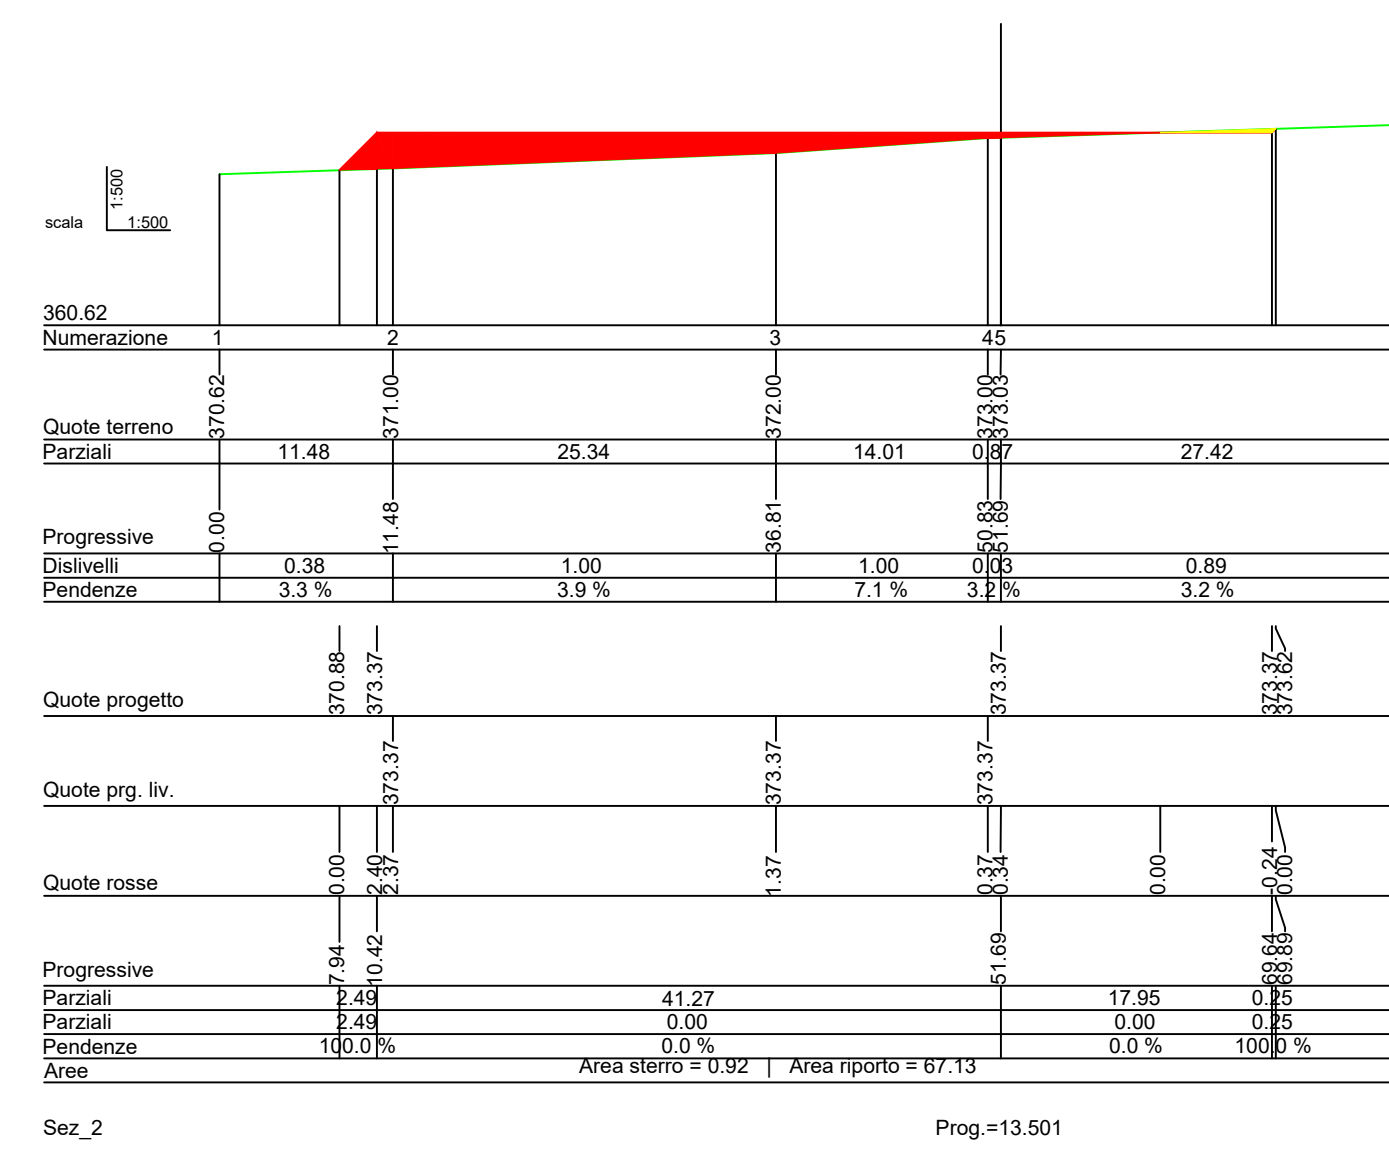 1:500
scala 1:500
360.62
Numerazione 1 2 3 4 5
Quote terreno 370.62 371.00 372.00 373.00 373.03
Parziali 11.48 25.34 14.01 0.87 27.42
Progressive 0.00 11.48 36.81 50.83 51.69
Dislivelli 0.38 1.00 1.00 0.03 0.89
Pendenze 3.3 % 3.9 % 7.1 % 3.2 % 3.2 %
Quote progetto 370.88 373.37 373.37 373.37 373.62
Quote prg. liv. 373.37 373.37 373.37
Quote rosse 0.00 2.40 2.37 1.37 0.37 0.34 0.00 -0.24 0.00
Progressive 7.94 10.42 51.69 69.64 69.89
Parziali 2.49 41.27 17.95 0.25
Parziali 2.49 0.00 0.00 0.25
Pendenze 100.0 % 0.0 % 0.0 % 100.0 %
Aree Area sterro = 0.92 | Area riporto = 67.13
Sez_2 Prog.=13.501